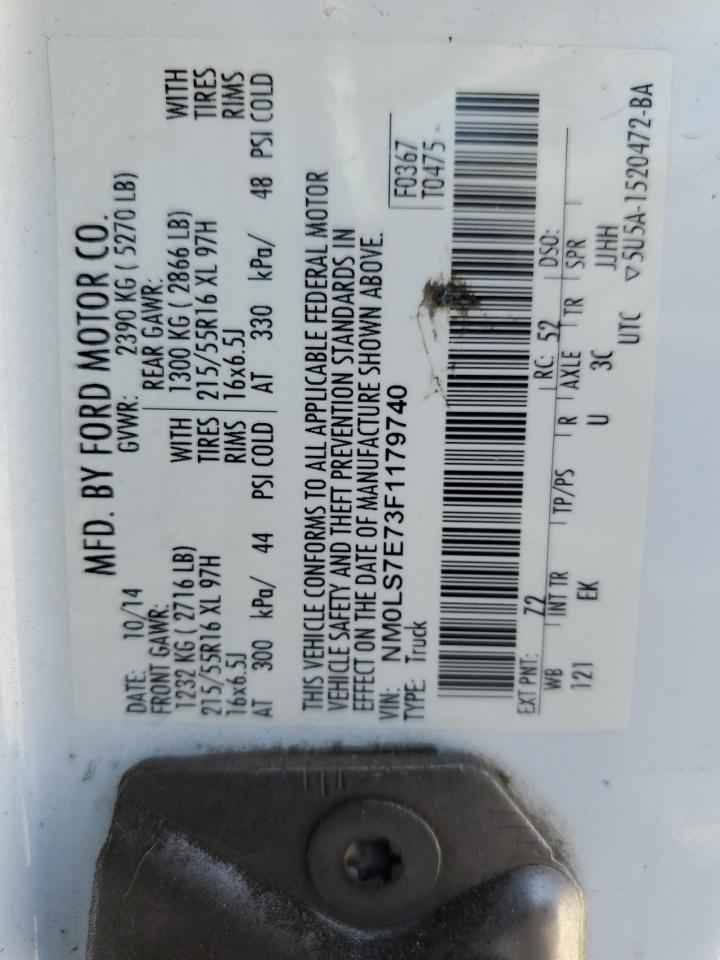 MFD. BY FORD MOTOR CO.
DATE: 10/14 GVWR: 2390 KG ( 5270 LB)
FRONT GAWR: REAR GAWR:
1232 KG ( 2716 LB) WITH 1300 KG ( 2866 LB) WITH
215/55R16 XL 97H TIRES 215/55R16 XL 97H TIRES
16x6.5J RIMS 16x6.5J RIMS
AT 300 kPa/ 44 PSI COLD AT 330 kPa/ 48 PSI COLD
THIS VEHICLE CONFORMS TO ALL APPLICABLE FEDERAL MOTOR
VEHICLE SAFETY AND THEFT PREVENTION STANDARDS IN
EFFECT ON THE DATE OF MANUFACTURE SHOWN ABOVE.
VIN: NM0LS7E73F1179740 F0367
TYPE: Truck T0475
EXT PNT: Z2 RC: 52 DSO:
WB INT TR TP/PS R AXLE TR SPR
121 EK U 3C JJHH
UTC ▽5U5A-1520472-BA